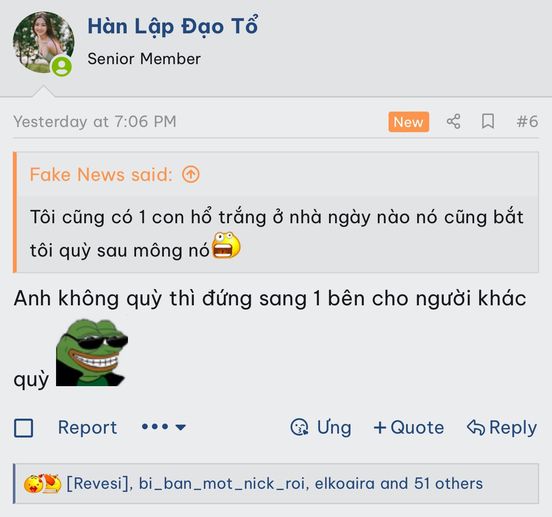 Hàn Lập Đạo Tổ
Senior Member
Yesterday at 7:06 PM
New
#6
Fake News said:
Tôi cũng có 1 con hổ trắng ở nhà ngày nào nó cũng bắt
tôi quỳ sau mông nó
Anh không quỳ thì đứng sang 1 bên cho người khác
quỳ
Report
Ưng
+Quote
Reply
[Revesi], bi_ban_mot_nick_roi, elkoaira and 51 others